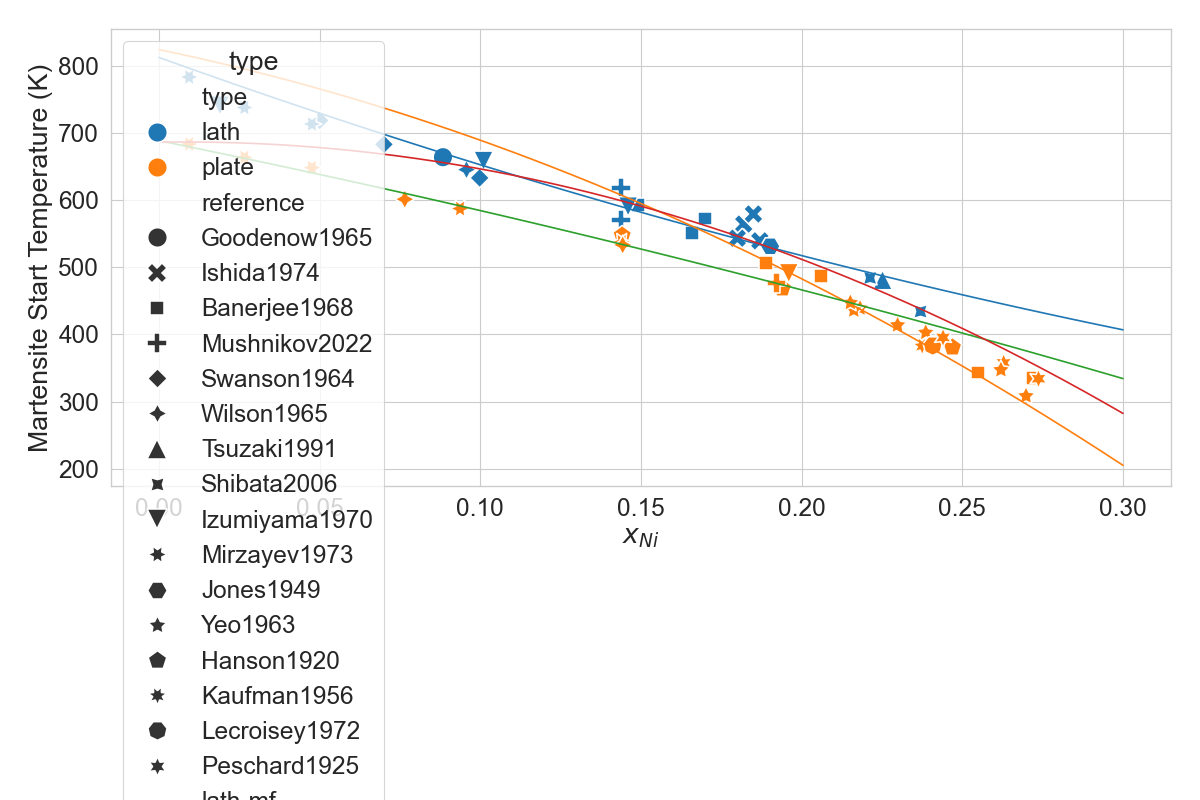 Martensite Start Temperature (K)
800
700
600
500
400
300
200
0.00
0.05
0.10
0.15
0.20
0.25
0.30
x_Ni
type
type
lath
plate
reference
Goodenow1965
Ishida1974
Banerjee1968
Mushnikov2022
Swanson1964
Wilson1965
Tsuzaki1991
Shibata2006
Izumiyama1970
Mirzayev1973
Jones1949
Yeo1963
Hanson1920
Kaufman1956
Lecroisey1972
Peschard1925
lath-mf